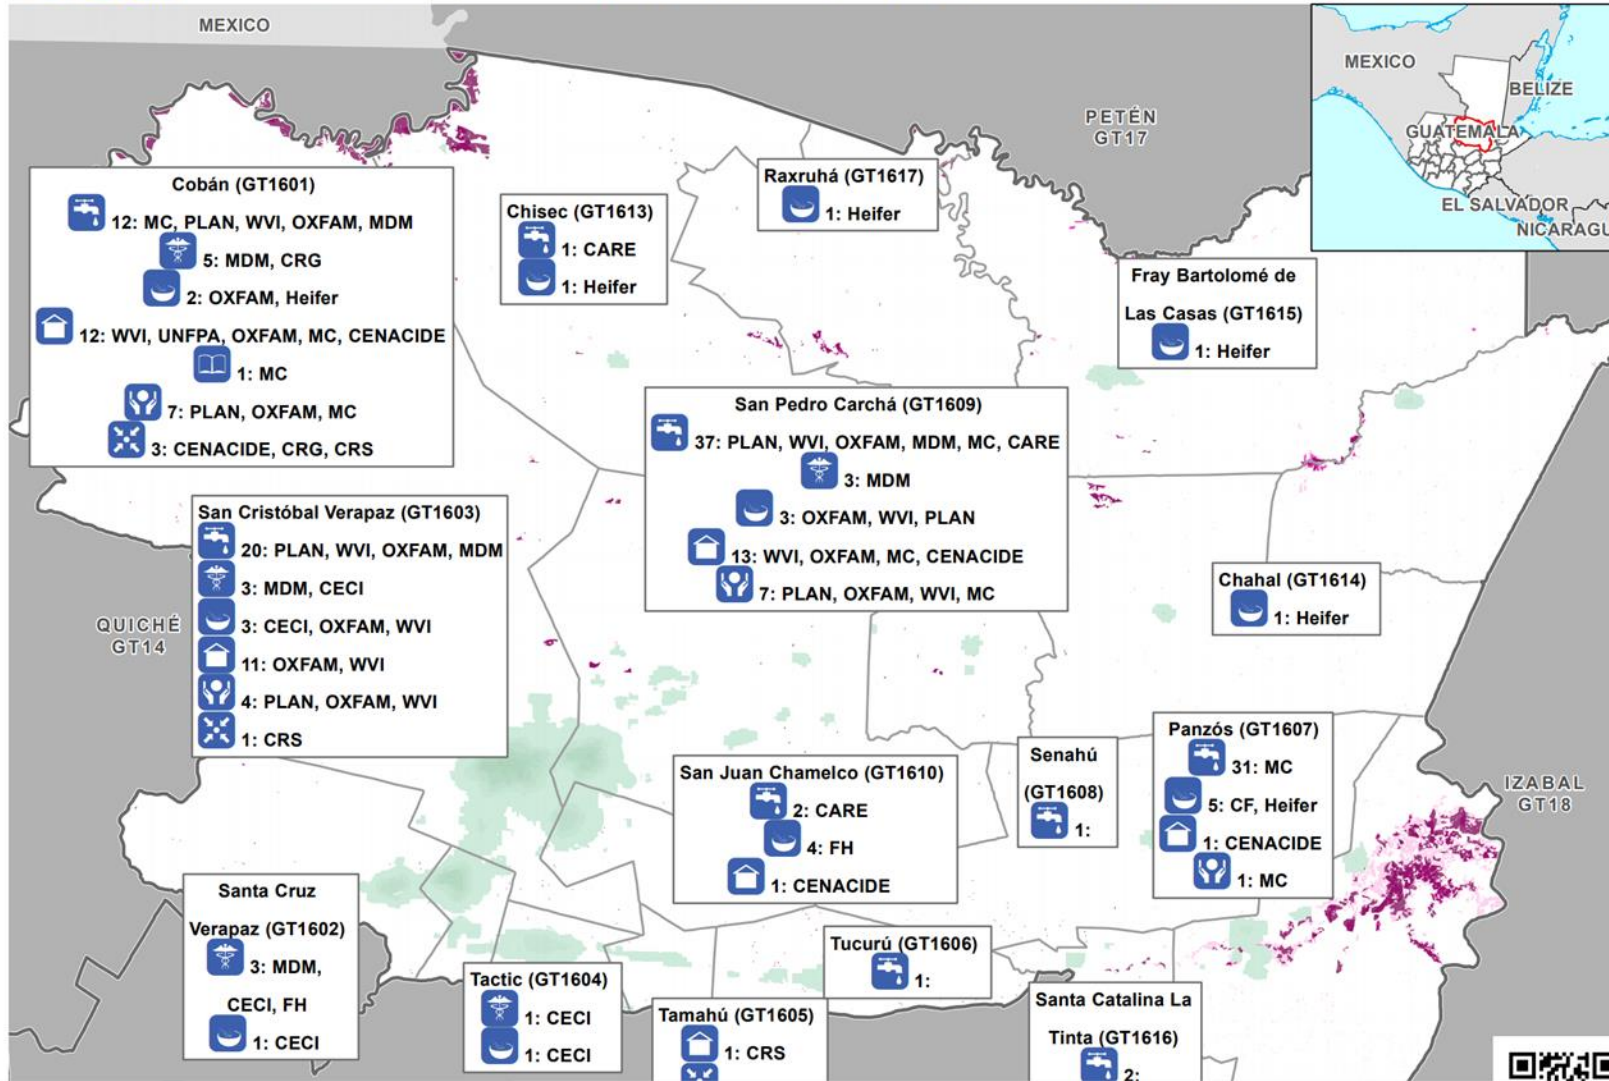 MEXICO
MEXICO
BELIZE
GUATEMALA
EL SALVADOR
PETÉN
GT17
Cobán (GT1601)
12: MC, PLAN, WVI, OXFAM, MDM
5: MDM, CRG
2: OXFAM, Heifer
12: WVI, UNFPA, OXFAM, MC, CENACIDE
1: MC
7: PLAN, OXFAM, MC
3: CENACIDE, CRG, CRS
Chisec (GT1613)
1: CARE
1: Heifer
Raxruhá (GT1617)
1: Heifer
Fray Bartolomé de
Las Casas (GT1615)
1: Heifer
San Pedro Carchá (GT1609)
37: PLAN, WVI, OXFAM, MDM, MC, CARE
3: MDM
3: OXFAM, WVI, PLAN
13: WVI, OXFAM, MC, CENACIDE
7: PLAN, OXFAM, WVI, MC
San Cristóbal Verapaz (GT1603)
20: PLAN, WVI, OXFAM, MDM
3: MDM, CECI
3: CECI, OXFAM, WVI
11: OXFAM, WVI
4: PLAN, OXFAM, WVI
1: CRS
QUICHÉ
GT14
Chahal (GT1614)
1: Heifer
San Juan Chamelco (GT1610)
2: CARE
4: FH
1: CENACIDE
Senahú
(GT1608)
1:
Panzós (GT1607)
31: MC
5: CF, Heifer
1: CENACIDE
1: MC
IZABAL
GT18
Santa Cruz
Verapaz (GT1602)
3: MDM,
CECI, FH
1: CECI
Tactic (GT1604)
1: CECI
1: CECI
Tamahú (GT1605)
1: CRS
Tucurú (GT1606)
1:
Santa Catalina La
Tinta (GT1616)
2: